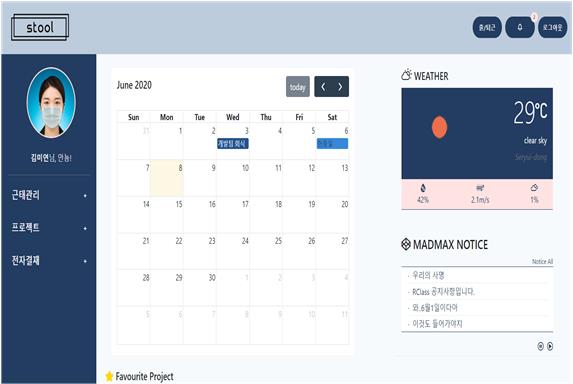 stool
출/퇴근
2
로그아웃
김미연님, 안뇽!
근태관리 +
프로젝트 +
전자결재 +
June 2020
today
Sun Mon Tue Wed Thu Fri Sat
31 1 2 3 4 5 6
개발팀 회식
7 8 9 10 11 12 13
14 15 16 17 18 19 20
21 22 23 24 25 26 27
28 29 30 1 2 3 4
5 6 7 8 9 10 11
Favourite Project
WEATHER
29℃
clear sky
Seryu-dong
42% 2.1m/s 1%
MADMAX NOTICE
Notice All
· 우리의 사명
· RClass 공지사항입니다.
· 와..6월1일이다아
· 이것도 들어가야지